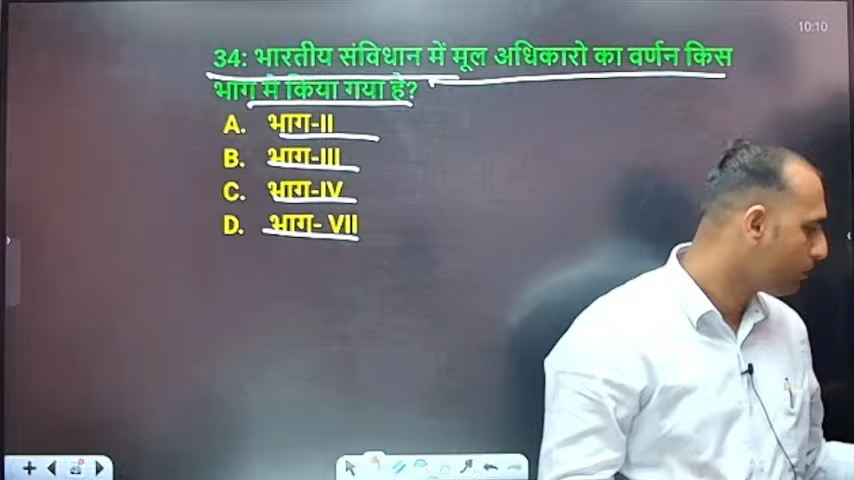 10:10
34: भारतीय संविधान में मूल अधिकारो का वर्णन किस
भाग मे किया गया है?
A. भाग-II
B. भाग-III
C. भाग-IV
D. भाग- VII